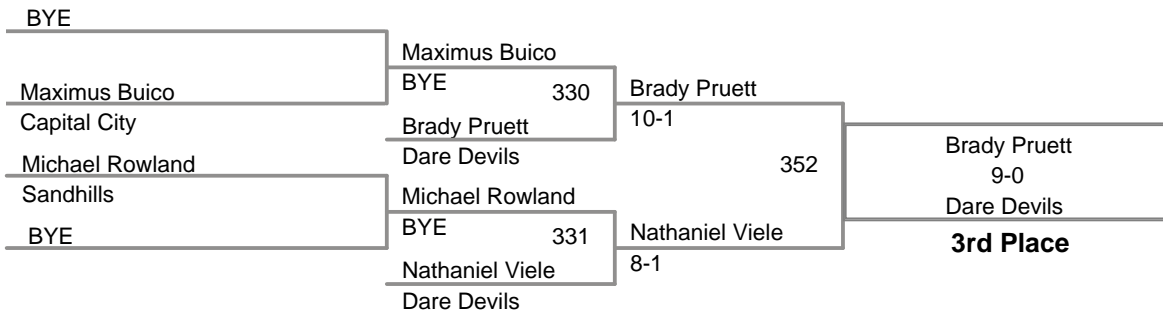 BYE
Maximus Buico
Capital City
Michael Rowland
Sandhills
BYE
Maximus Buico
BYE
330
Brady Pruett
Dare Devils
Michael Rowland
BYE
331
Nathaniel Viele
Dare Devils
Brady Pruett
10-1
352
Nathaniel Viele
8-1
Brady Pruett
9-0
Dare Devils
3rd Place